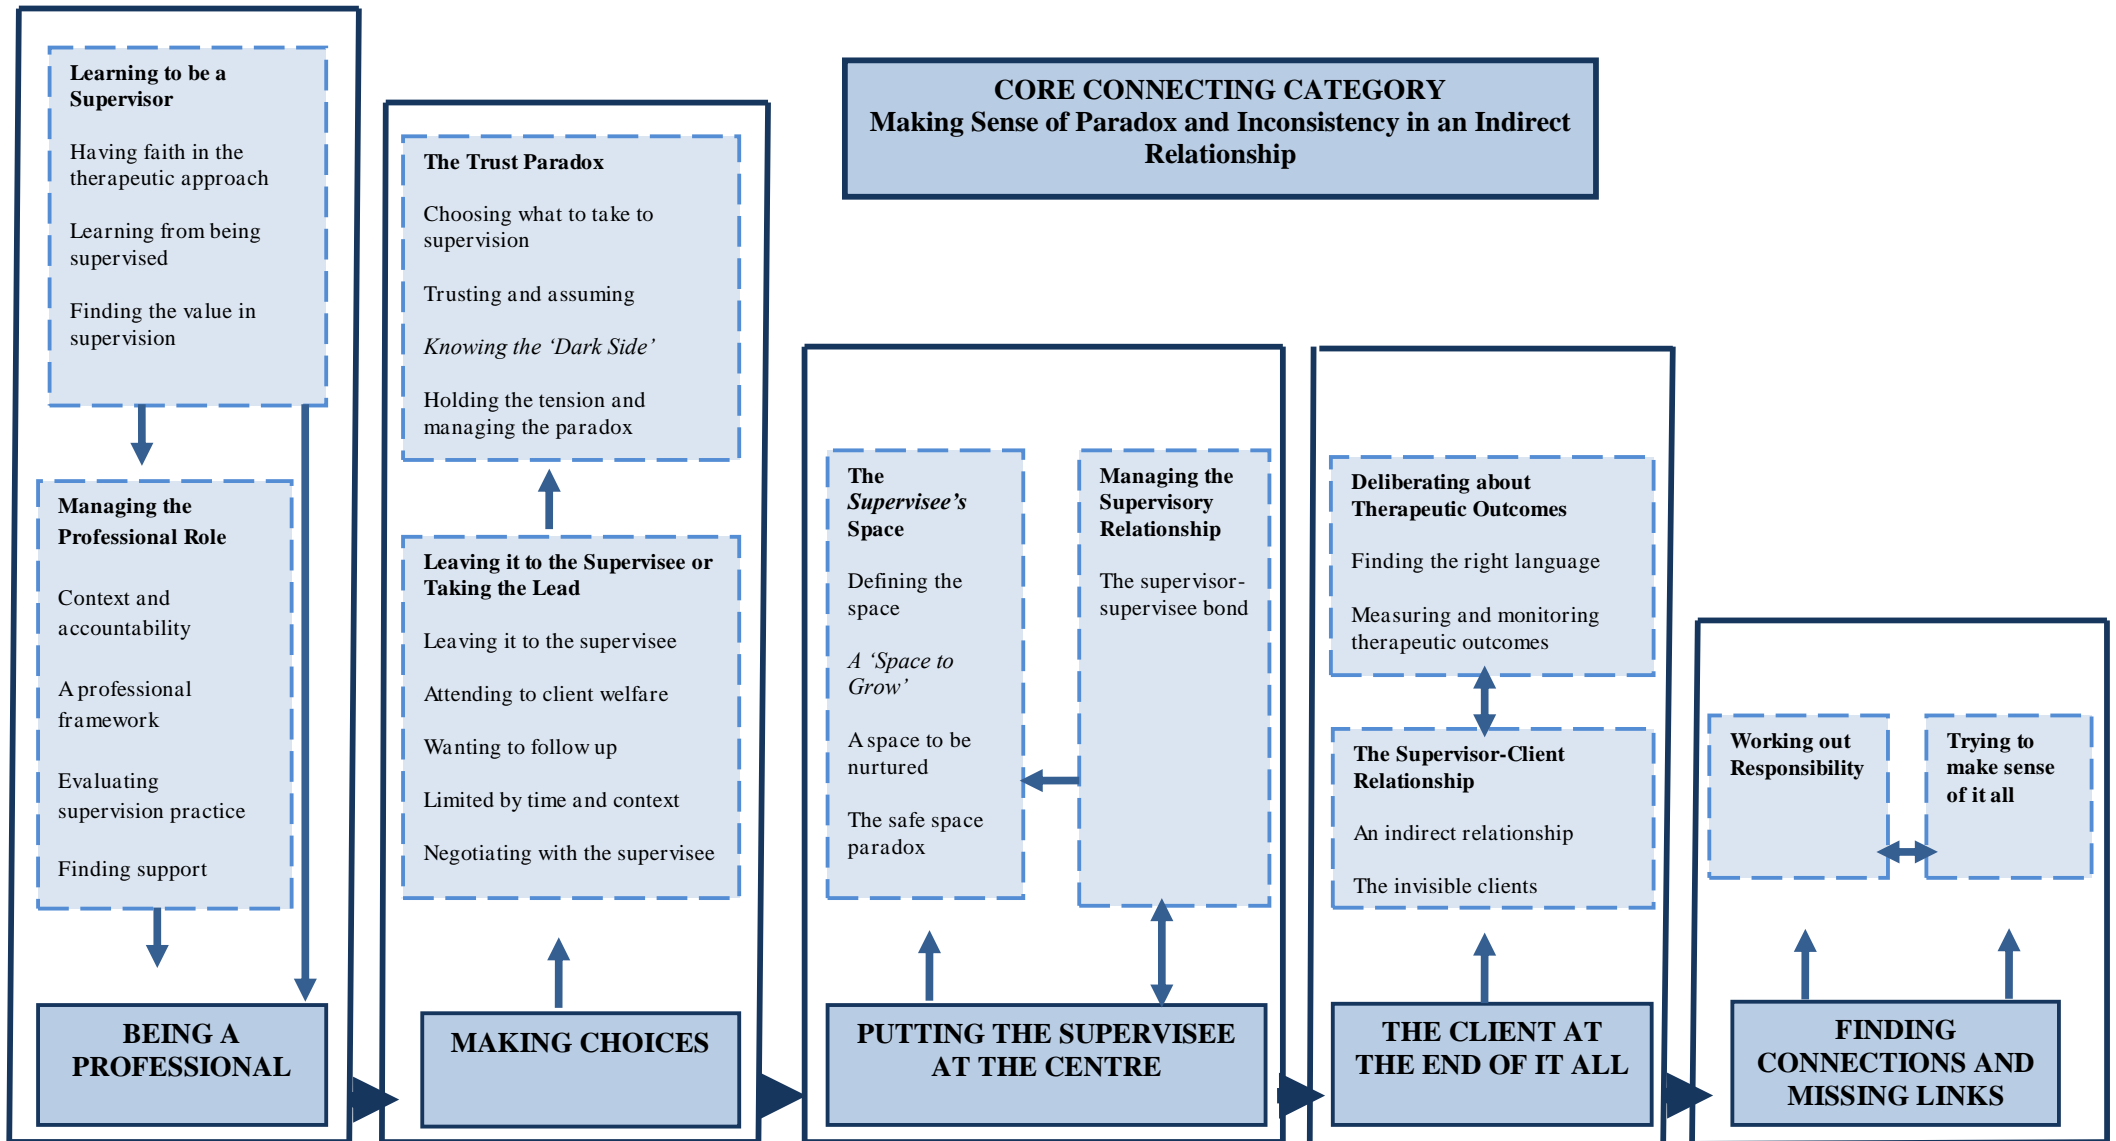 Learning to be a
Supervisor
Having faith in the
therapeutic approach
Learning from being
supervised
Finding the value in
supervision
Managing the
Professional Role
Context and
accountability
A professional
framework
Evaluating
supervision practice
Finding support
BEING A
PROFESSIONAL
The Trust Paradox
Choosing what to take to
supervision
Trusting and assuming
Knowing the ‘Dark Side’
Holding the tension and
managing the paradox
Leaving it to the Supervisee or
Taking the Lead
Leaving it to the supervisee
Attending to client welfare
Wanting to follow up
Limited by time and context
Negotiating with the supervisee
MAKING CHOICES
CORE CONNECTING CATEGORY
Making Sense of Paradox and Inconsistency in an Indirect
Relationship
The
Supervisee’s
Space
Defining the
space
A ‘Space to
Grow’
A space to be
nurtured
The safe space
paradox
Managing the
Supervisory
Relationship
The supervisor-
supervisee bond
PUTTING THE SUPERVISEE
AT THE CENTRE
Deliberating about
Therapeutic Outcomes
Finding the right language
Measuring and monitoring
therapeutic outcomes
The Supervisor-Client
Relationship
An indirect relationship
The invisible clients
THE CLIENT AT
THE END OF IT ALL
Working out
Responsibility
Trying to
make sense
of it all
FINDING
CONNECTIONS AND
MISSING LINKS